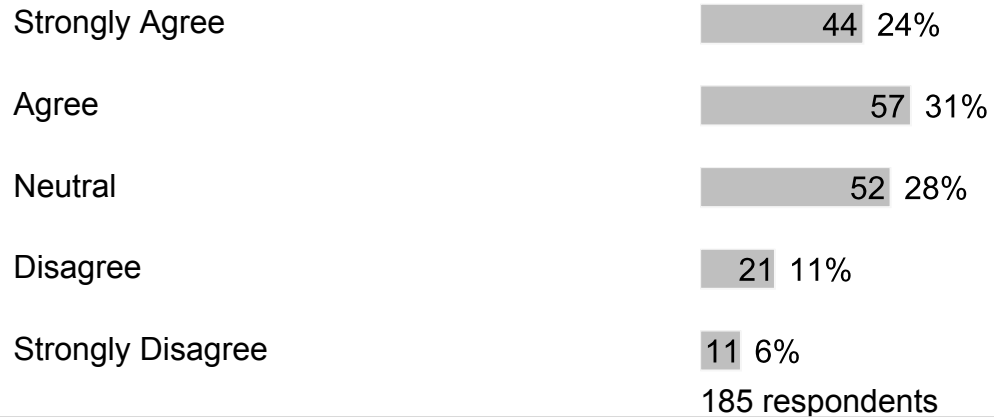 Strongly Agree 44 24%
Agree 57 31%
Neutral 52 28%
Disagree 21 11%
Strongly Disagree 11 6%
185 respondents